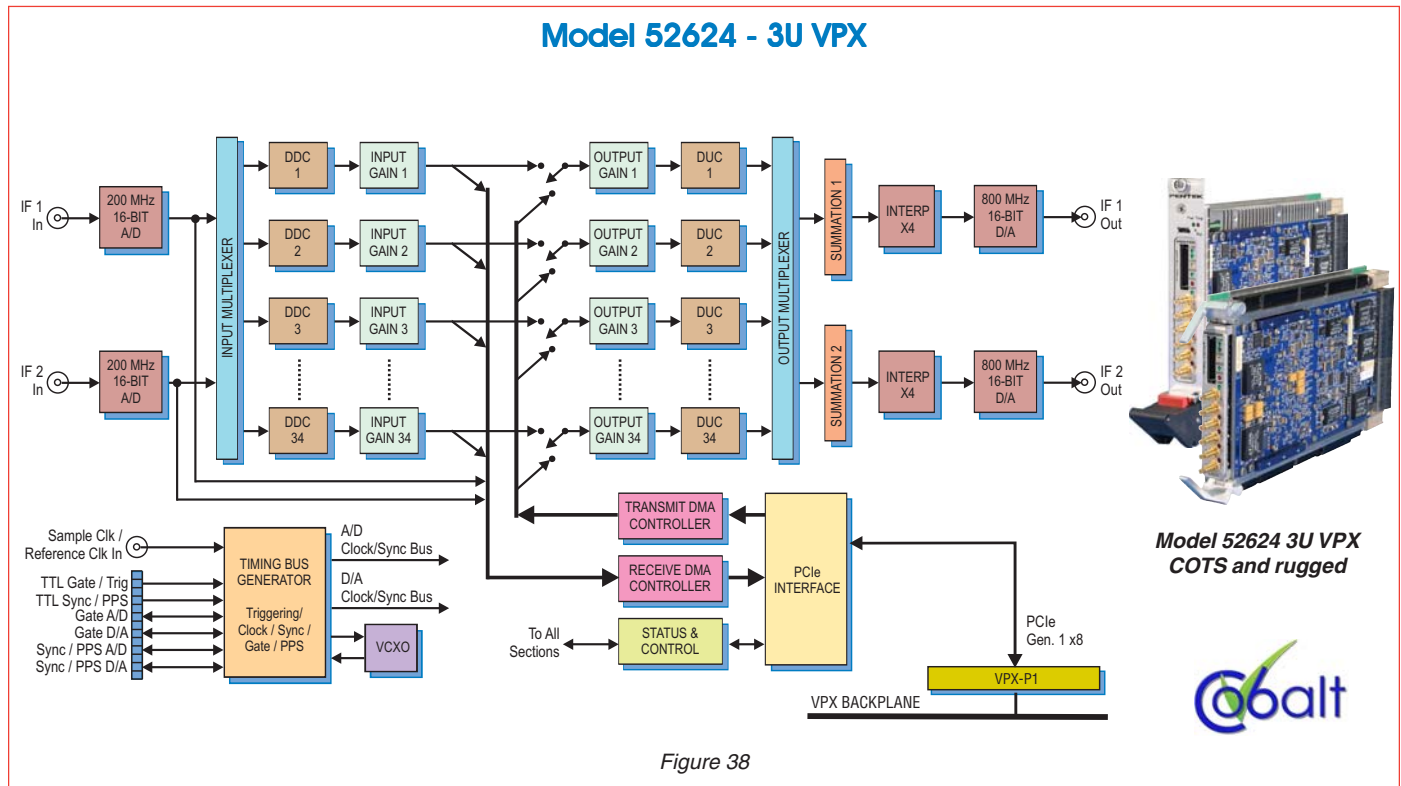 Model 52624 - 3U VPX
IF 1
In
200 MHz
16-BIT
A/D
IF 2
In
200 MHz
16-BIT
A/D
INPUT MULTIPLEXER
DDC
1
INPUT
GAIN 1
DDC
2
INPUT
GAIN 2
DDC
3
INPUT
GAIN 3
DDC
34
INPUT
GAIN 34
OUTPUT
GAIN 1
DUC
1
OUTPUT
GAIN 2
DUC
2
OUTPUT
GAIN 3
DUC
3
OUTPUT
GAIN 34
DUC
34
OUTPUT MULTIPLEXER
SUMMATION 1
INTERP
X4
800 MHz
16-BIT
D/A
IF 1
Out
SUMMATION 2
INTERP
X4
800 MHz
16-BIT
D/A
IF 2
Out
PENTEK
Model 52624 3U VPX
COTS and rugged
Sample Clk /
Reference Clk In
TTL Gate / Trig
TTL Sync / PPS
Gate A/D
Gate D/A
Sync / PPS A/D
Sync / PPS D/A
TIMING BUS
GENERATOR
Triggering/
Clock / Sync /
Gate / PPS
A/D
Clock/Sync Bus
D/A
Clock/Sync Bus
VCXO
TRANSMIT DMA
CONTROLLER
RECEIVE DMA
CONTROLLER
To All
Sections
STATUS &
CONTROL
PCIe
INTERFACE
PCIe
Gen. 1 x8
VPX-P1
VPX BACKPLANE
Cobalt
Figure 38